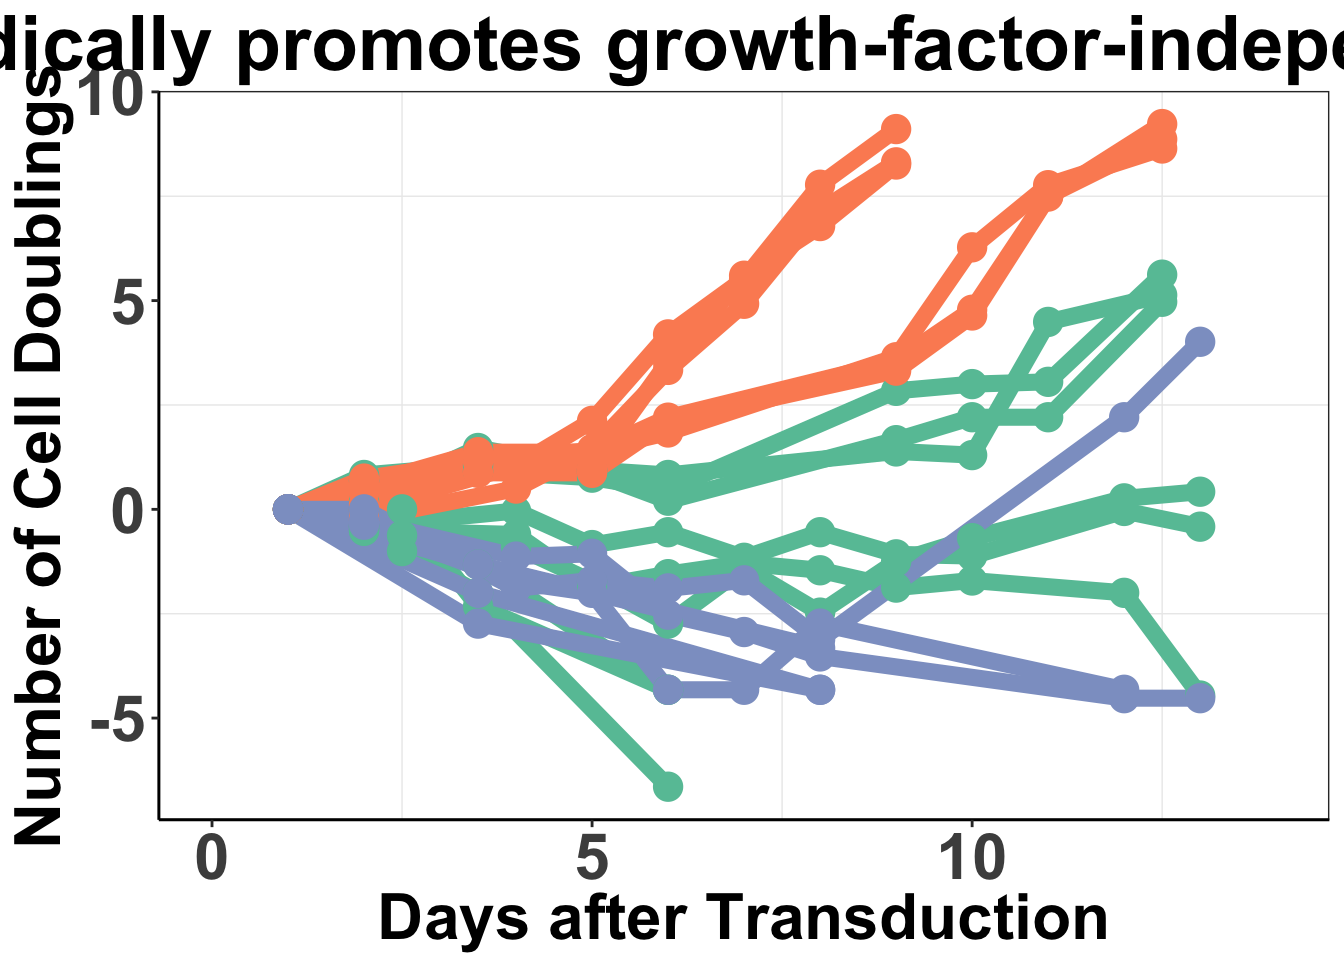 dically promotes growth-factor-indepe
Number of Cell Doublings
10
5
0
-5
0 5 10
Days after Transduction